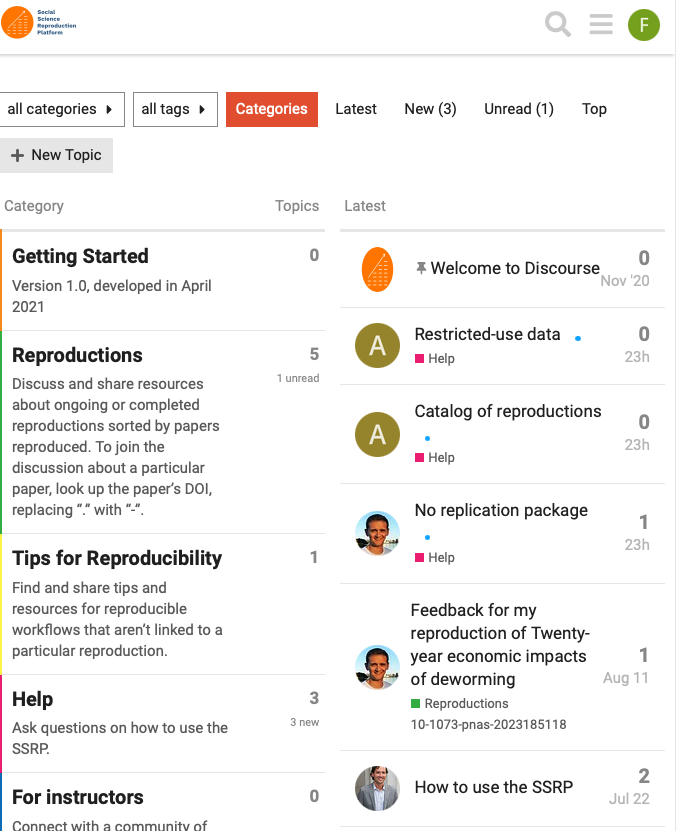 Social
Science
Reproduction
Platform
F
all categories
all tags
Categories
Latest
New (3)
Unread (1)
Top
+ New Topic
Category
Topics
Getting Started
0
Version 1.0, developed in April
2021
Reproductions
5
1 unread
Discuss and share resources
about ongoing or completed
reproductions sorted by papers
reproduced. To join the
discussion about a particular
paper, look up the paper’s DOI,
replacing “.” with “-”.
Tips for Reproducibility
1
Find and share tips and
resources for reproducible
workflows that aren’t linked to a
particular reproduction.
Help
3
3 new
Ask questions on how to use the
SSRP.
For instructors
0
Connect with a community of
Latest
Welcome to Discourse
0
Nov '20
A
Restricted-use data
0
Help
23h
A
Catalog of reproductions
0
23h
Help
No replication package
1
23h
Help
Feedback for my
reproduction of Twenty-
year economic impacts
of deworming
1
Aug 11
Reproductions
10-1073-pnas-2023185118
How to use the SSRP
2
Jul 22